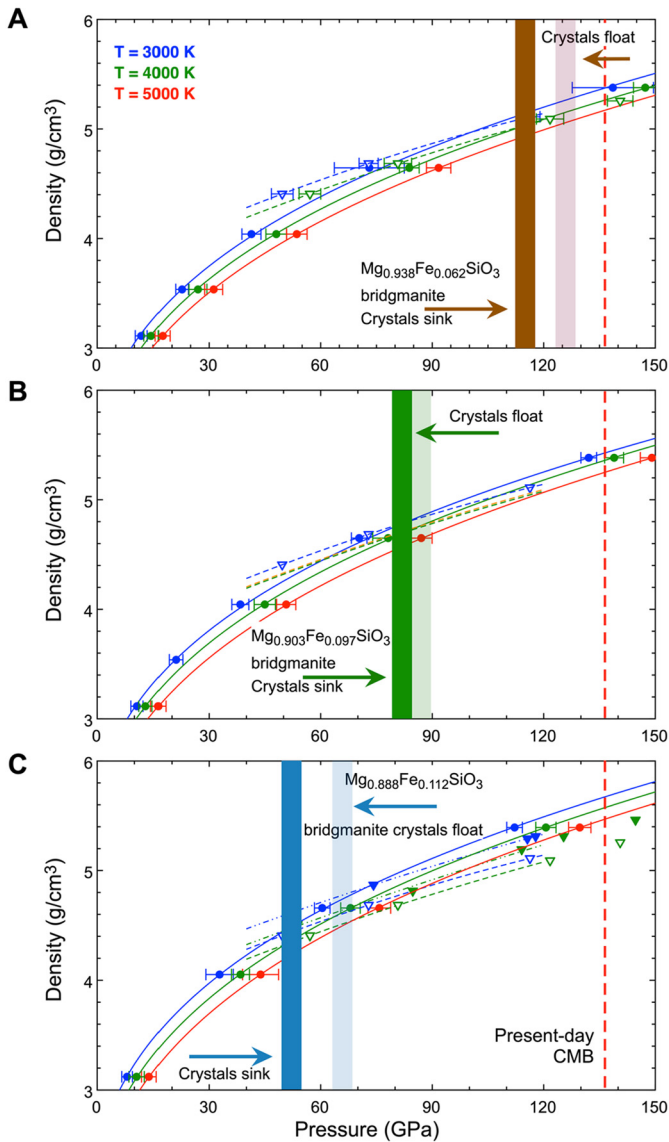 A
T = 3000 K
T = 4000 K
T = 5000 K
Crystals float
Mg0.938Fe0.062SiO3
bridgmanite
Crystals sink
Density (g/cm3)
6
5
4
3
0 30 60 90 120 150
B
Crystals float
Mg0.903Fe0.097SiO3
bridgmanite
Crystals sink
Density (g/cm3)
6
5
4
3
0 30 60 90 120 150
C
Mg0.888Fe0.112SiO3
bridgmanite crystals float
Crystals sink
Present-day
CMB
Density (g/cm3)
6
5
4
3
0 30 60 90 120 150
Pressure (GPa)